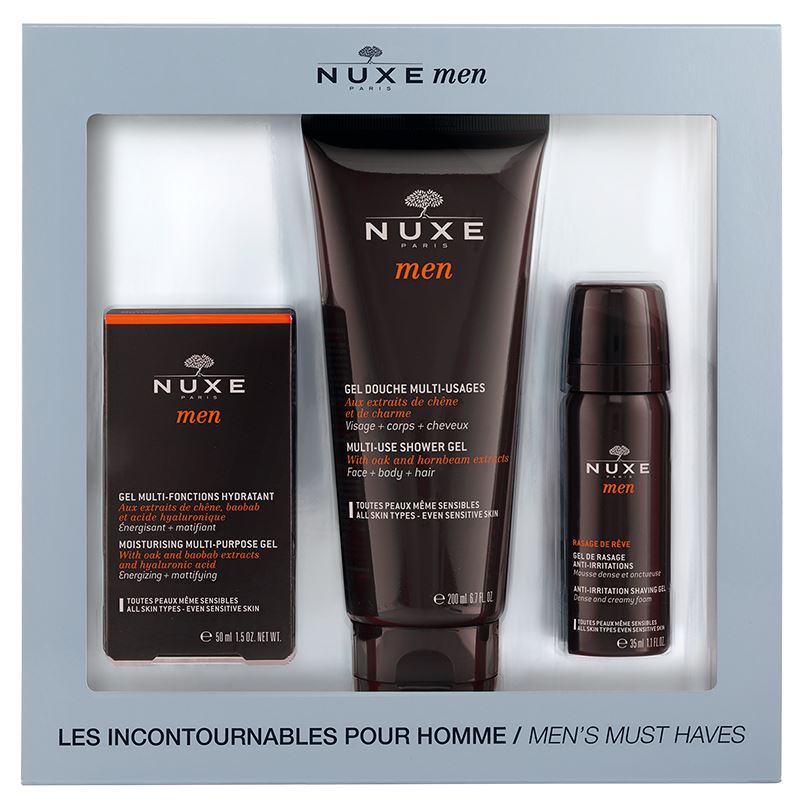 NUXE men
PARIS
NUXE
PARIS
men
GEL MULTI-FONCTIONS HYDRATANT
Aux extraits de chêne, baobab
et acide hyaluronique
Énergisant + matifiant
MOISTURISING MULTI-PURPOSE GEL
With oak and baobab extracts
and hyaluronic acid
Energizing + mattifying
TOUTES PEAUX MÊME SENSIBLES
ALL SKIN TYPES - EVEN SENSITIVE SKIN
℮ 50 ml 1.5 OZ. NET WT.
NUXE
PARIS
men
GEL DOUCHE MULTI-USAGES
Aux extraits de chêne
et de charme
Visage + corps + cheveux
MULTI-USE SHOWER GEL
With oak and hornbeam extracts
Face + body + hair
TOUTES PEAUX MÊME SENSIBLES
ALL SKIN TYPES - EVEN SENSITIVE SKIN
℮ 200 ml 6.7 FL. OZ.
NUXE
PARIS
men
RASAGE DE RÊVE
GEL DE RASAGE
ANTI-IRRITATIONS
Mousse dense et onctueuse
ANTI-IRRITATION SHAVING GEL
Dense and creamy foam
TOUTES PEAUX MÊME SENSIBLES
ALL SKIN TYPES EVEN SENSITIVE SKIN
℮ 35 ml 1.1 FL. OZ.
LES INCONTOURNABLES POUR HOMME / MEN'S MUST HAVES